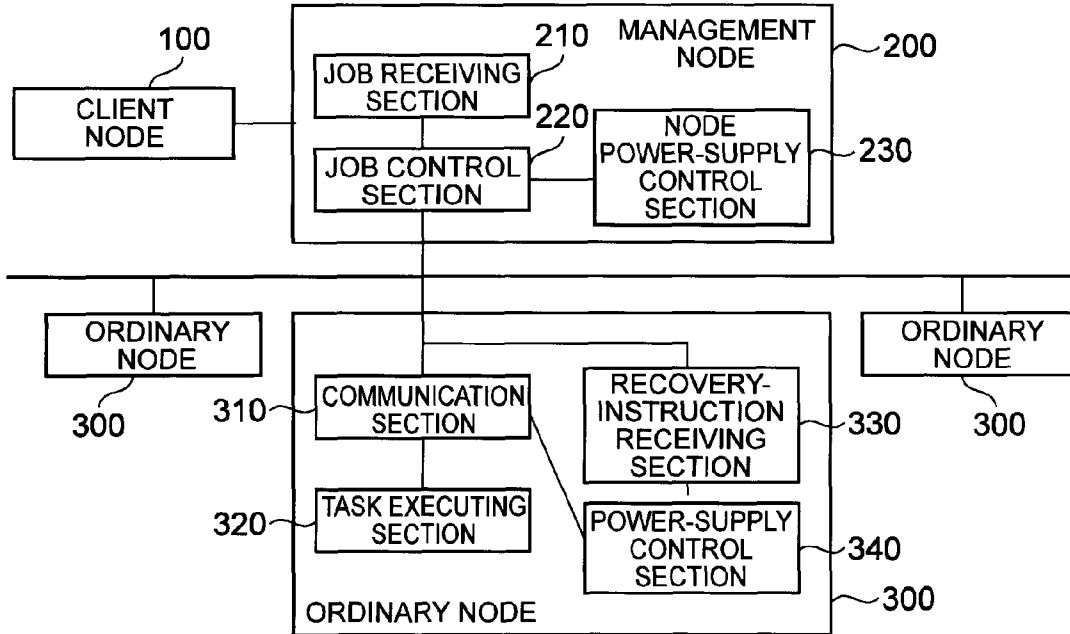 MANAGEMENT
NODE
200
100
CLIENT
NODE
210
JOB RECEIVING
SECTION
220
JOB CONTROL
SECTION
NODE
POWER-SUPPLY
CONTROL
SECTION
230
ORDINARY
NODE
300
ORDINARY
NODE
300
310
COMMUNICATION
SECTION
RECOVERY-
INSTRUCTION
RECEIVING
SECTION
330
320
TASK EXECUTING
SECTION
POWER-SUPPLY
CONTROL
SECTION
340
ORDINARY NODE
300